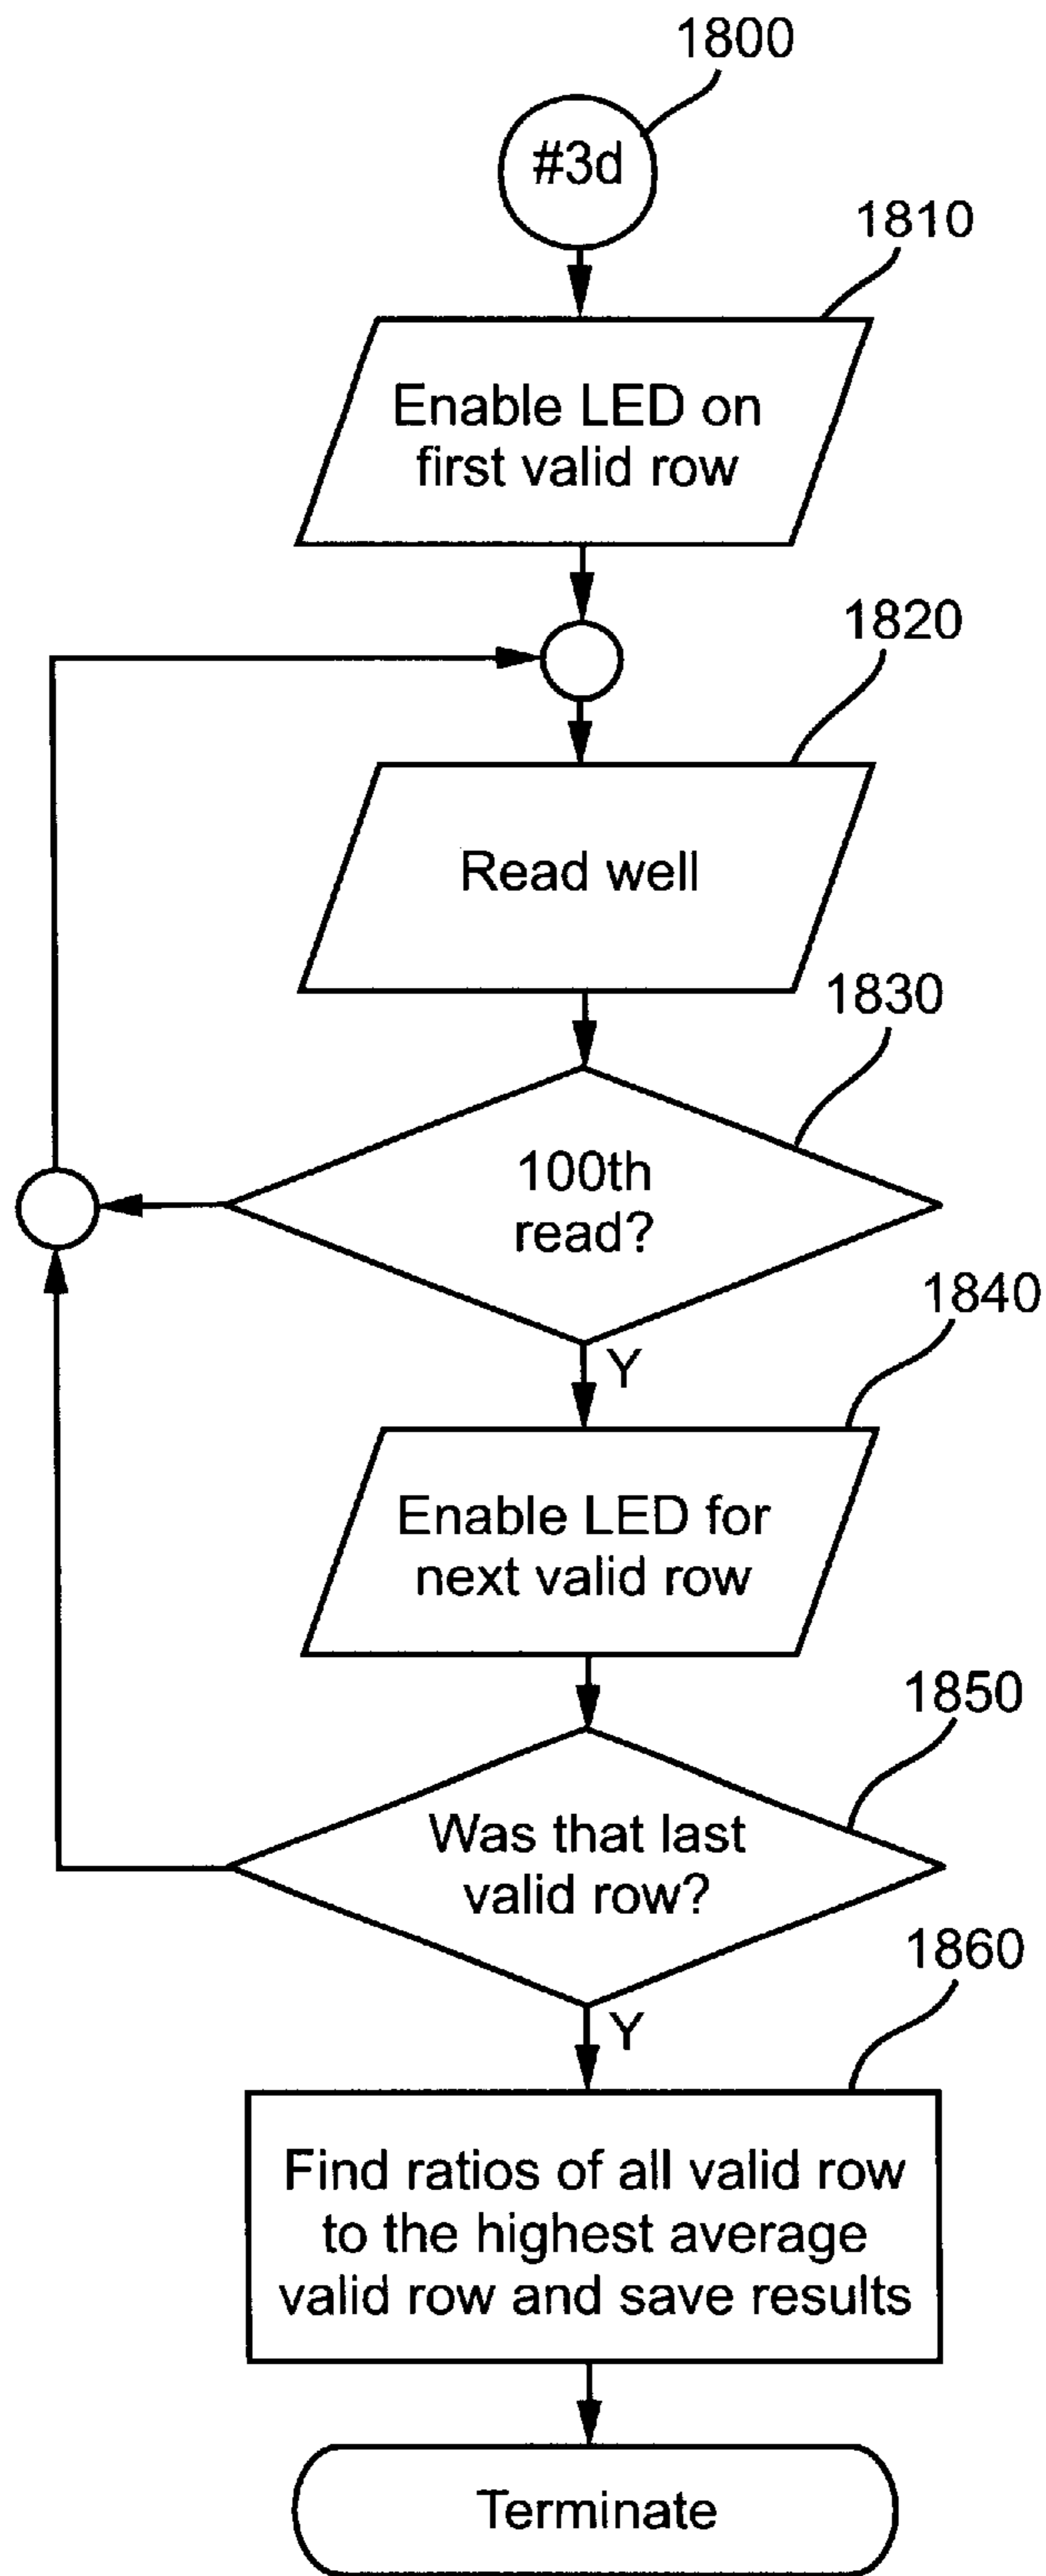 1800
#3d
1810
Enable LED on
first valid row
1820
Read well
1830
100th
read?
1840
Y
Enable LED for
next valid row
1850
Was that last
valid row?
1860
Y
Find ratios of all valid row
to the highest average
valid row and save results
Terminate